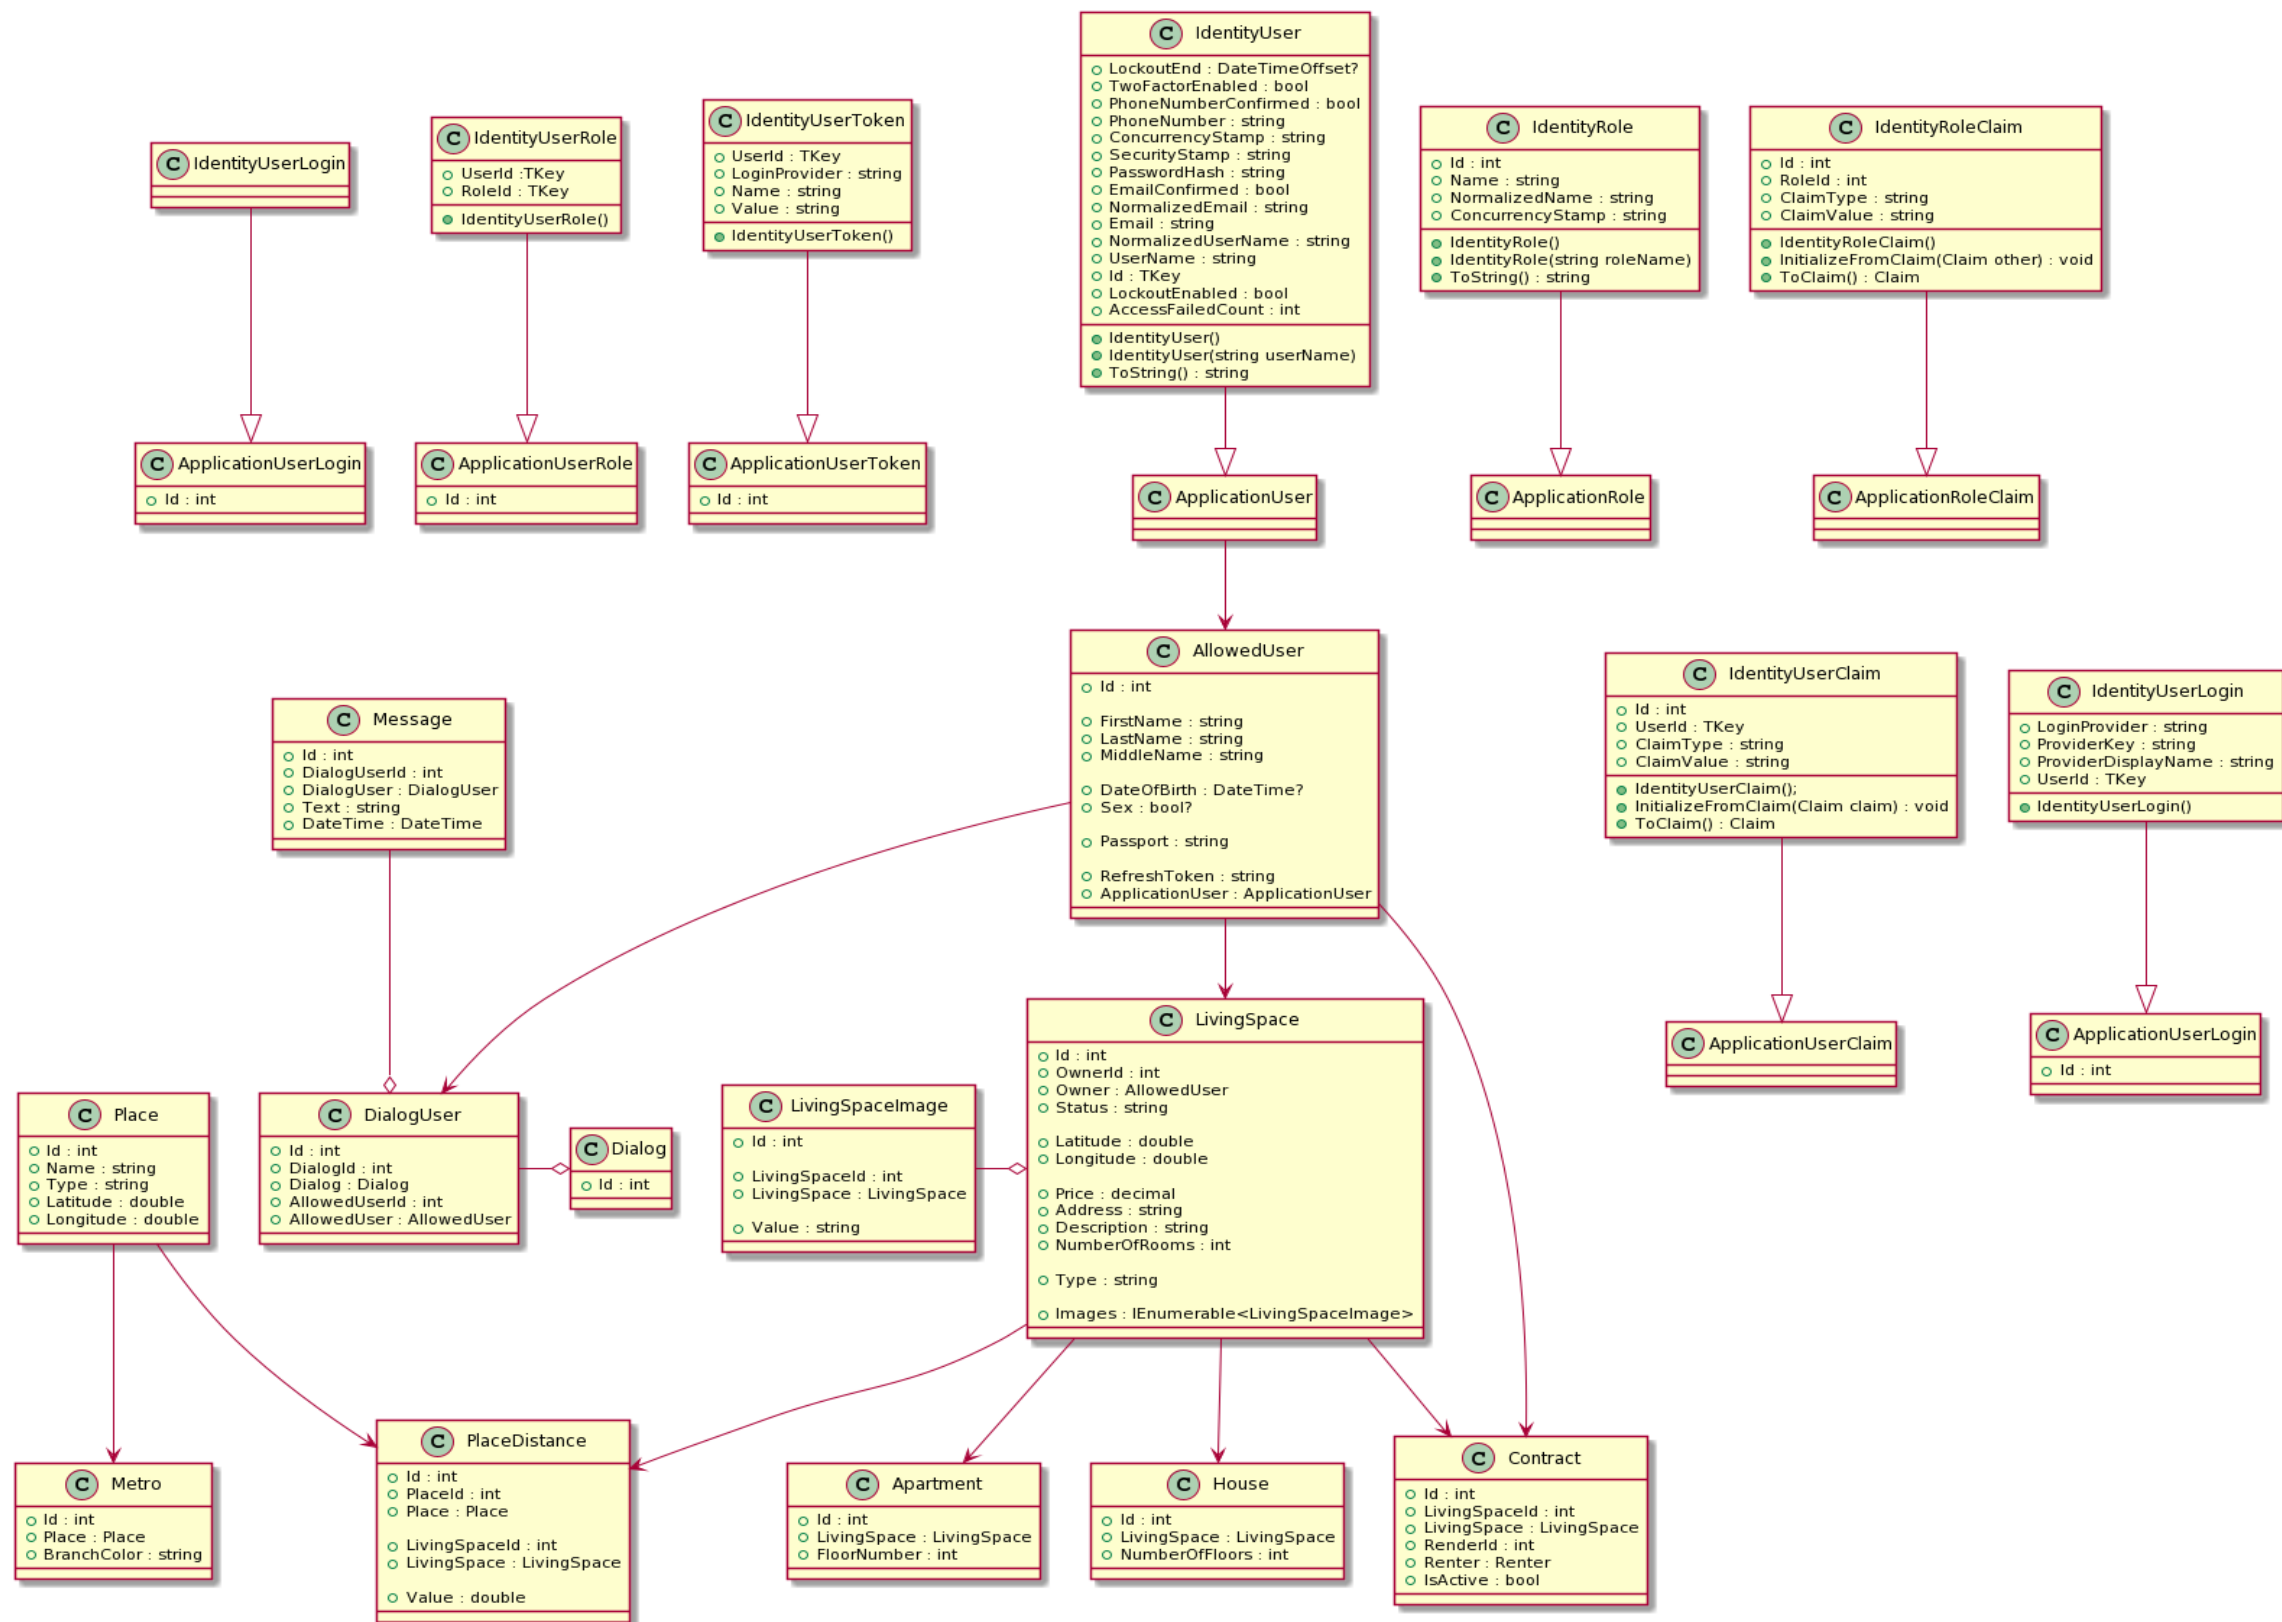 C IdentityUser
LockoutEnd : DateTimeOffset?
TwoFactorEnabled : bool
PhoneNumberConfirmed : bool
PhoneNumber : string
ConcurrencyStamp : string
SecurityStamp : string
PasswordHash : string
EmailConfirmed : bool
NormalizedEmail : string
Email : string
NormalizedUserName : string
UserName : string
Id : TKey
LockoutEnabled : bool
AccessFailedCount : int
IdentityUser()
IdentityUser(string userName)
ToString() : string
C IdentityUserLogin
C IdentityUserRole
UserId :TKey
RoleId : TKey
IdentityUserRole()
C IdentityUserToken
UserId : TKey
LoginProvider : string
Name : string
Value : string
IdentityUserToken()
C IdentityRole
Id : int
Name : string
NormalizedName : string
ConcurrencyStamp : string
IdentityRole()
IdentityRole(string roleName)
ToString() : string
C IdentityRoleClaim
Id : int
RoleId : int
ClaimType : string
ClaimValue : string
IdentityRoleClaim()
InitializeFromClaim(Claim other) : void
ToClaim() : Claim
C ApplicationUserLogin
Id : int
C ApplicationUserRole
Id : int
C ApplicationUserToken
Id : int
C ApplicationUser
C ApplicationRole
C ApplicationRoleClaim
C Message
Id : int
DialogUserId : int
DialogUser : DialogUser
Text : string
DateTime : DateTime
C AllowedUser
Id : int
FirstName : string
LastName : string
MiddleName : string
DateOfBirth : DateTime?
Sex : bool?
Passport : string
RefreshToken : string
ApplicationUser : ApplicationUser
C IdentityUserClaim
Id : int
UserId : TKey
ClaimType : string
ClaimValue : string
IdentityUserClaim();
InitializeFromClaim(Claim claim) : void
ToClaim() : Claim
C IdentityUserLogin
LoginProvider : string
ProviderKey : string
ProviderDisplayName : string
UserId : TKey
IdentityUserLogin()
C Place
Id : int
Name : string
Type : string
Latitude : double
Longitude : double
C DialogUser
Id : int
DialogId : int
Dialog : Dialog
AllowedUserId : int
AllowedUser : AllowedUser
C Dialog
Id : int
C LivingSpaceImage
Id : int
LivingSpaceId : int
LivingSpace : LivingSpace
Value : string
C LivingSpace
Id : int
OwnerId : int
Owner : AllowedUser
Status : string
Latitude : double
Longitude : double
Price : decimal
Address : string
Description : string
NumberOfRooms : int
Type : string
Images : IEnumerable<LivingSpaceImage>
C ApplicationUserClaim
C ApplicationUserLogin
Id : int
C Metro
Id : int
Place : Place
BranchColor : string
C PlaceDistance
Id : int
PlaceId : int
Place : Place
LivingSpaceId : int
LivingSpace : LivingSpace
Value : double
C Apartment
Id : int
LivingSpace : LivingSpace
FloorNumber : int
C House
Id : int
LivingSpace : LivingSpace
NumberOfFloors : int
C Contract
Id : int
LivingSpaceId : int
LivingSpace : LivingSpace
RenderId : int
Renter : Renter
IsActive : bool